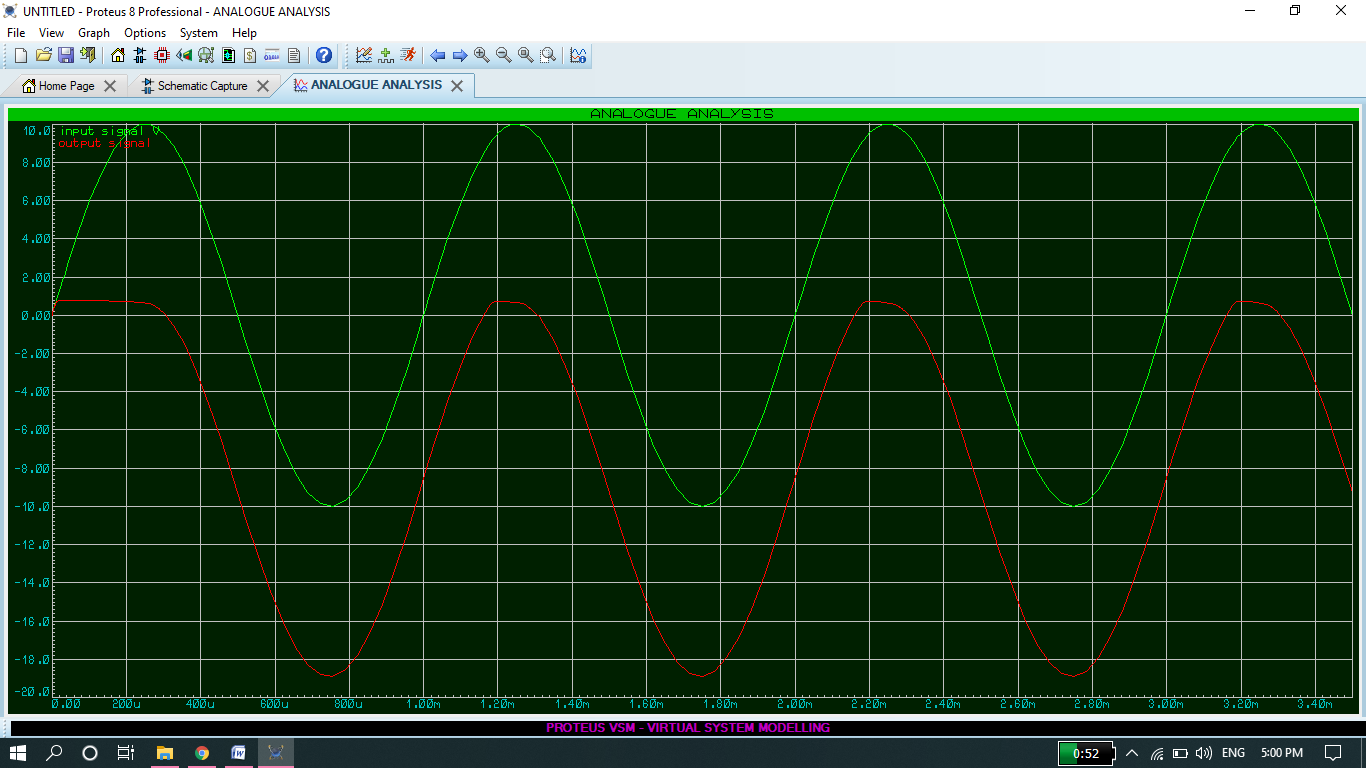 UNTITLED - Proteus 8 Professional - ANALOGUE ANALYSIS
File View Graph Options System Help
Home Page
Schematic Capture
ANALOGUE ANALYSIS
ANALOGUE ANALYSIS
input signal
output signal
10.0
8.00
6.00
4.00
2.00
0.00
-2.00
-4.00
-6.00
-8.00
-10.0
-12.0
-14.0
-16.0
-18.0
-20.0
0.00 200u 400u 600u 800u 1.00m 1.20m 1.40m 1.60m 1.80m 2.00m 2.20m 2.40m 2.60m 2.80m 3.00m 3.20m 3.40m
PROTEUS VSM - VIRTUAL SYSTEM MODELLING
0:52 ENG 5:00 PM